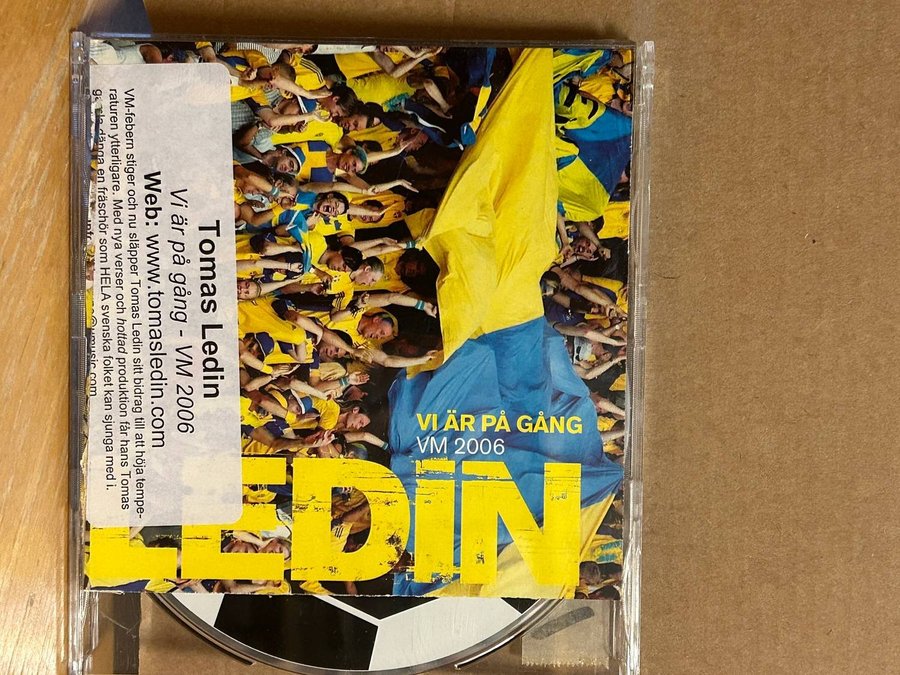 Tomas Ledin
Vi är på gång - VM 2006
Web: www.tomasledin.com
VM-febern stiger och nu släpper Tomas Ledin sitt bidrag till att höja tempe-
raturen ytterligare. Med nya verser och hottad produktion får hans Tomas
en fräschör som HELA svenska folket kan sjunga med i.
VI ÄR PÅ GÅNG
VM 2006
LEDIN